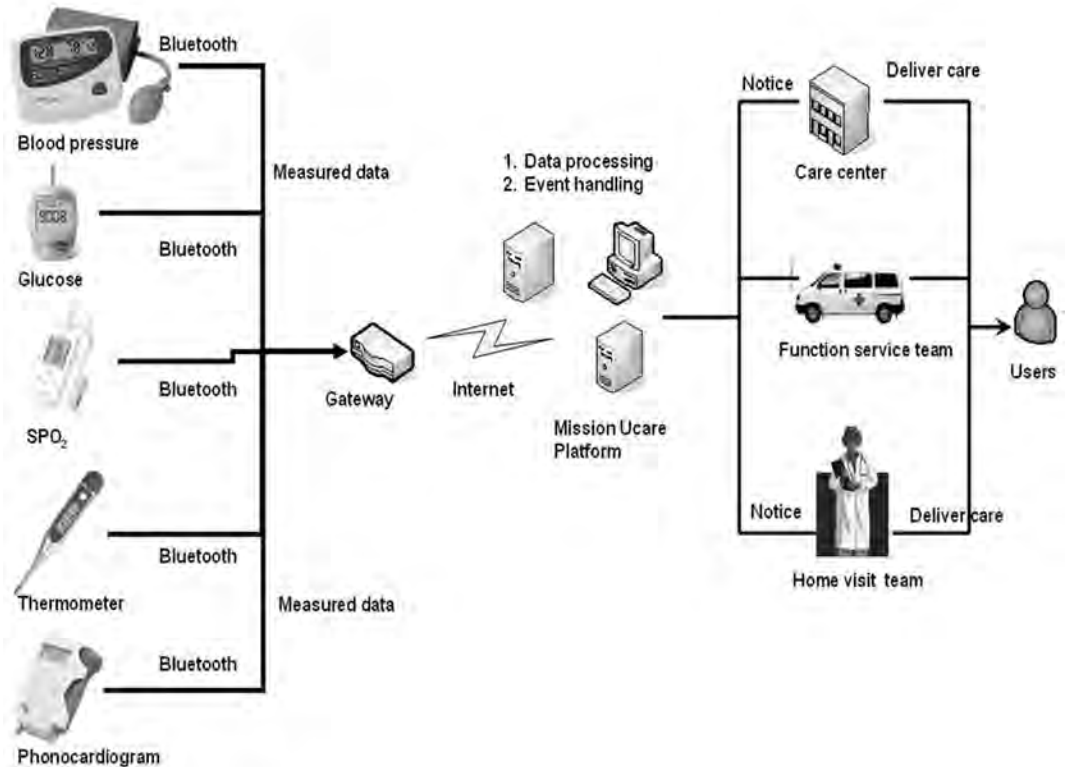 Bluetooth
Blood pressure
Measured data
Bluetooth
Glucose
Bluetooth
SPO₂
Bluetooth
Thermometer
Measured data
Bluetooth
Phonocardiogram
Gateway
Internet
1. Data processing
2. Event handling
Mission Ucare
Platform
Notice
Deliver care
Care center
Function service team
Users
Notice
Deliver care
Home visit team